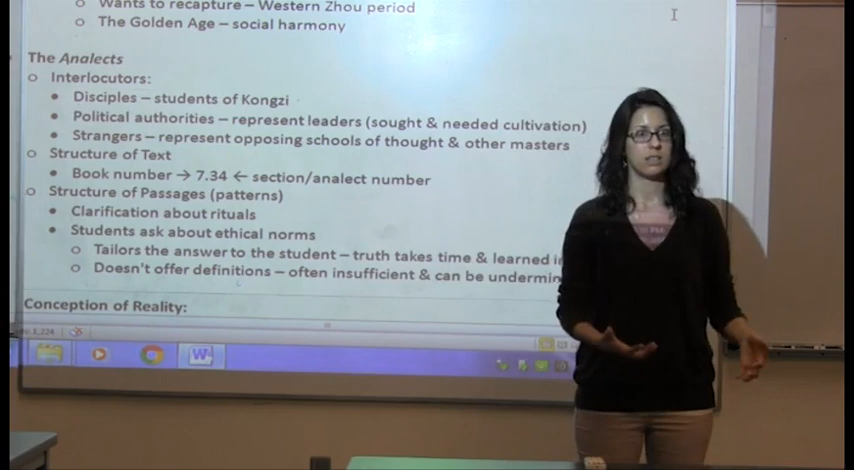 o Wants to recapture – Western Zhou period
o The Golden Age – social harmony
The Analects
o Interlocutors:
• Disciples – students of Kongzi
• Political authorities – represent leaders (sought & needed cultivation)
• Strangers – represent opposing schools of thought & other masters
o Structure of Text
• Book number → 7.34 ← section/analect number
o Structure of Passages (patterns)
• Clarification about rituals
• Students ask about ethical norms
o Tailors the answer to the student – truth takes time & learned i
o Doesn't offer definitions – often insufficient & can be undermin
Conception of Reality: